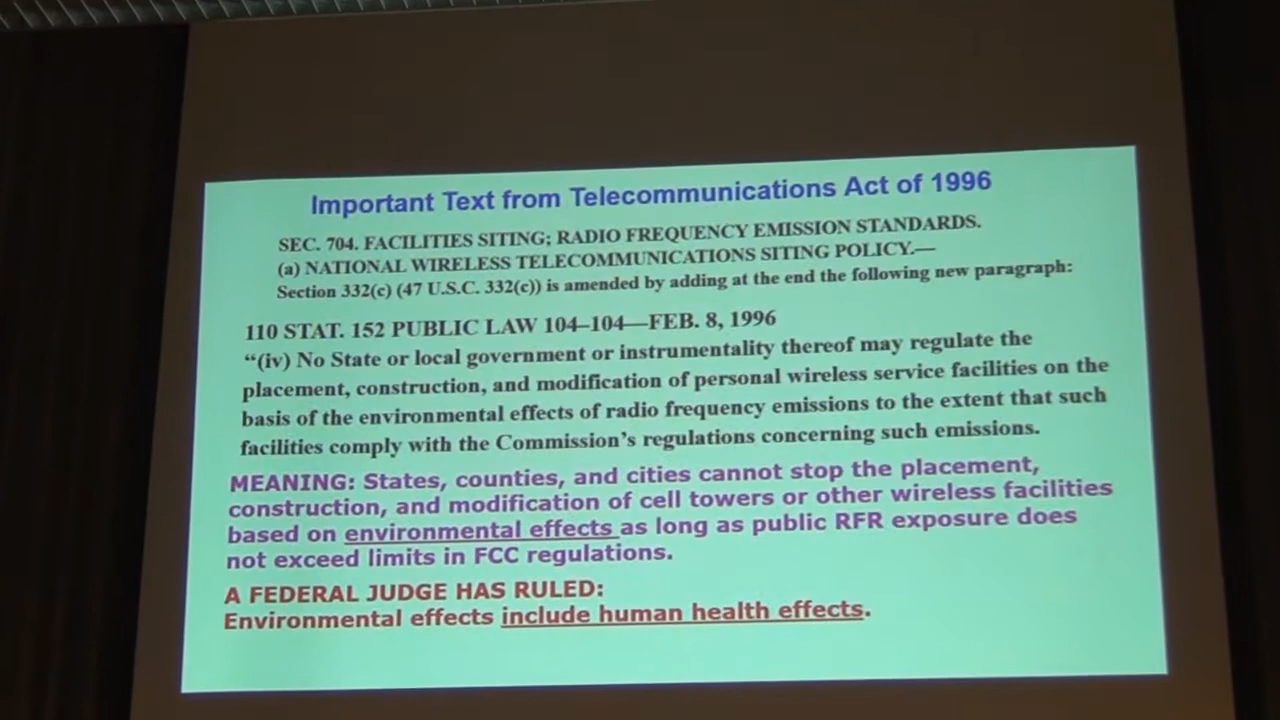 Important Text from Telecommunications Act of 1996
SEC. 704. FACILITIES SITING; RADIO FREQUENCY EMISSION STANDARDS.
(a) NATIONAL WIRELESS TELECOMMUNICATIONS SITING POLICY.—
Section 332(c) (47 U.S.C. 332(c)) is amended by adding at the end the following new paragraph:
110 STAT. 152 PUBLIC LAW 104–104—FEB. 8, 1996
“(iv) No State or local government or instrumentality thereof may regulate the
placement, construction, and modification of personal wireless service facilities on the
basis of the environmental effects of radio frequency emissions to the extent that such
facilities comply with the Commission’s regulations concerning such emissions.
MEANING: States, counties, and cities cannot stop the placement,
construction, and modification of cell towers or other wireless facilities
based on environmental effects as long as public RFR exposure does
not exceed limits in FCC regulations.
A FEDERAL JUDGE HAS RULED:
Environmental effects include human health effects.